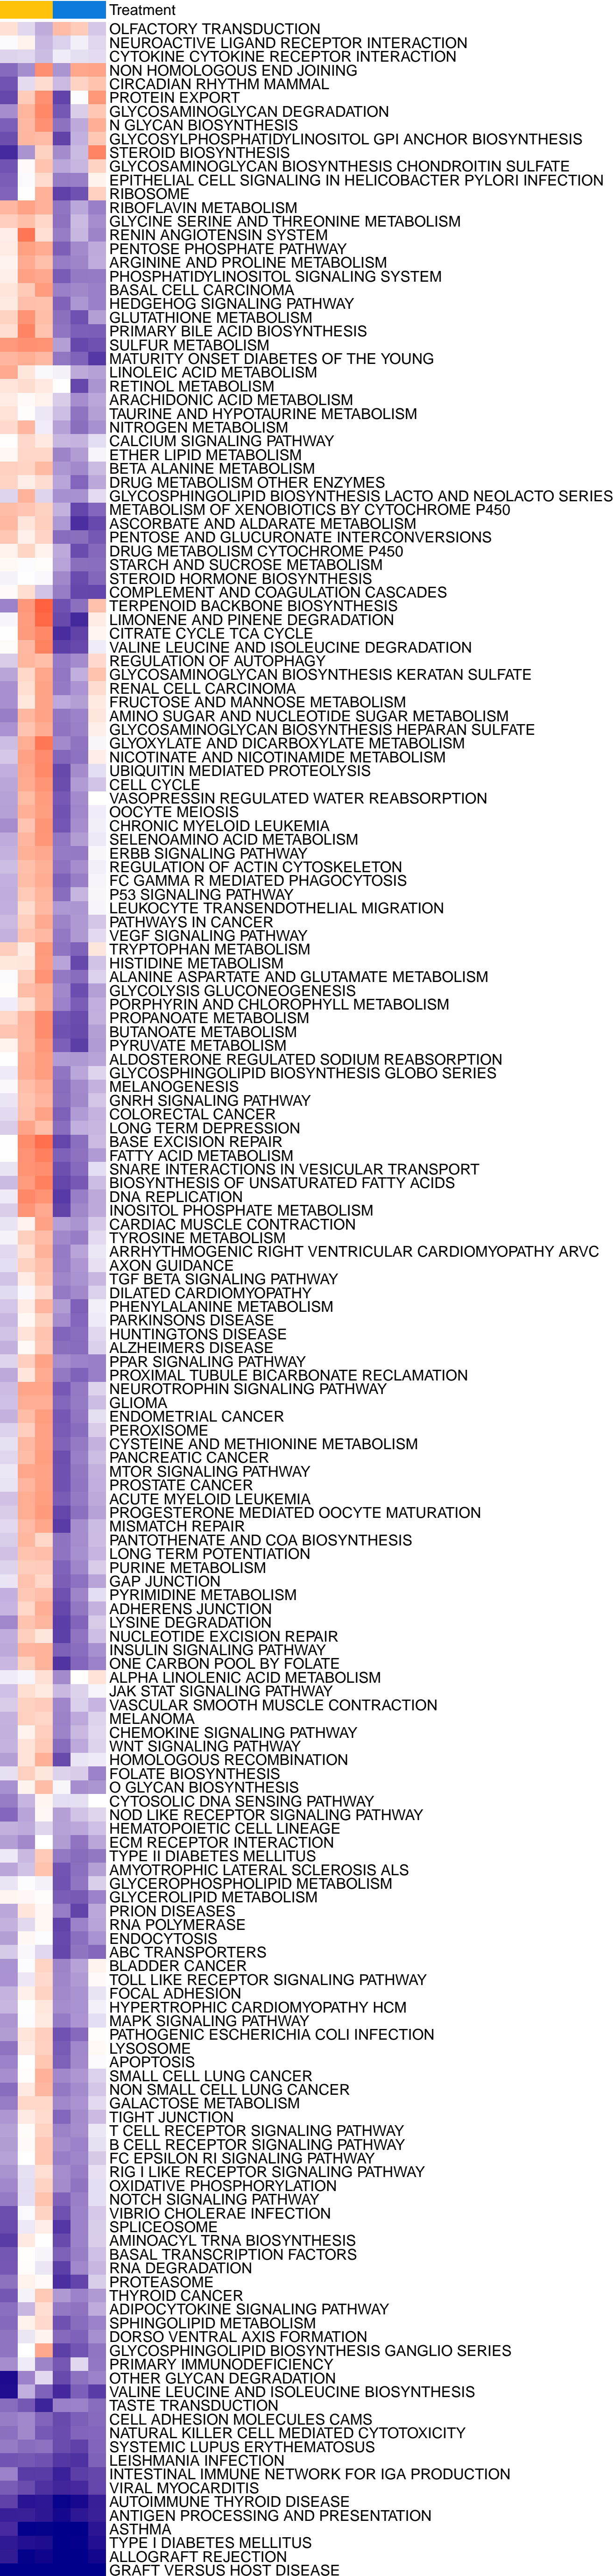 Treatment
OLFACTORY TRANSDUCTION
NEUROACTIVE LIGAND RECEPTOR INTERACTION
CYTOKINE CYTOKINE RECEPTOR INTERACTION
NON HOMOLOGOUS END JOINING
CIRCADIAN RHYTHM MAMMAL
PROTEIN EXPORT
GLYCOSAMINOGLYCAN DEGRADATION
N GLYCAN BIOSYNTHESIS
GLYCOSYLPHOSPHATIDYLINOSITOL GPI ANCHOR BIOSYNTHESIS
STEROID BIOSYNTHESIS
GLYCOSAMINOGLYCAN BIOSYNTHESIS CHONDROITIN SULFATE
EPITHELIAL CELL SIGNALING IN HELICOBACTER PYLORI INFECTION
RIBOSOME
RIBOFLAVIN METABOLISM
GLYCINE SERINE AND THREONINE METABOLISM
RENIN ANGIOTENSIN SYSTEM
PENTOSE PHOSPHATE PATHWAY
ARGININE AND PROLINE METABOLISM
PHOSPHATIDYLINOSITOL SIGNALING SYSTEM
BASAL CELL CARCINOMA
HEDGEHOG SIGNALING PATHWAY
GLUTATHIONE METABOLISM
PRIMARY BILE ACID BIOSYNTHESIS
SULFUR METABOLISM
MATURITY ONSET DIABETES OF THE YOUNG
LINOLEIC ACID METABOLISM
RETINOL METABOLISM
ARACHIDONIC ACID METABOLISM
TAURINE AND HYPOTAURINE METABOLISM
NITROGEN METABOLISM
CALCIUM SIGNALING PATHWAY
ETHER LIPID METABOLISM
BETA ALANINE METABOLISM
DRUG METABOLISM OTHER ENZYMES
GLYCOSPHINGOLIPID BIOSYNTHESIS LACTO AND NEOLACTO SERIES
METABOLISM OF XENOBIOTICS BY CYTOCHROME P450
ASCORBATE AND ALDARATE METABOLISM
PENTOSE AND GLUCURONATE INTERCONVERSIONS
DRUG METABOLISM CYTOCHROME P450
STARCH AND SUCROSE METABOLISM
STEROID HORMONE BIOSYNTHESIS
COMPLEMENT AND COAGULATION CASCADES
TERPENOID BACKBONE BIOSYNTHESIS
LIMONENE AND PINENE DEGRADATION
CITRATE CYCLE TCA CYCLE
VALINE LEUCINE AND ISOLEUCINE DEGRADATION
REGULATION OF AUTOPHAGY
GLYCOSAMINOGLYCAN BIOSYNTHESIS KERATAN SULFATE
RENAL CELL CARCINOMA
FRUCTOSE AND MANNOSE METABOLISM
AMINO SUGAR AND NUCLEOTIDE SUGAR METABOLISM
GLYCOSAMINOGLYCAN BIOSYNTHESIS HEPARAN SULFATE
GLYOXYLATE AND DICARBOXYLATE METABOLISM
NICOTINATE AND NICOTINAMIDE METABOLISM
UBIQUITIN MEDIATED PROTEOLYSIS
CELL CYCLE
VASOPRESSIN REGULATED WATER REABSORPTION
OOCYTE MEIOSIS
CHRONIC MYELOID LEUKEMIA
SELENOAMINO ACID METABOLISM
ERBB SIGNALING PATHWAY
REGULATION OF ACTIN CYTOSKELETON
FC GAMMA R MEDIATED PHAGOCYTOSIS
P53 SIGNALING PATHWAY
LEUKOCYTE TRANSENDOTHELIAL MIGRATION
PATHWAYS IN CANCER
VEGF SIGNALING PATHWAY
TRYPTOPHAN METABOLISM
HISTIDINE METABOLISM
ALANINE ASPARTATE AND GLUTAMATE METABOLISM
GLYCOLYSIS GLUCONEOGENESIS
PORPHYRIN AND CHLOROPHYLL METABOLISM
PROPANOATE METABOLISM
BUTANOATE METABOLISM
PYRUVATE METABOLISM
ALDOSTERONE REGULATED SODIUM REABSORPTION
GLYCOSPHINGOLIPID BIOSYNTHESIS GLOBO SERIES
MELANOGENESIS
GNRH SIGNALING PATHWAY
COLORECTAL CANCER
LONG TERM DEPRESSION
BASE EXCISION REPAIR
FATTY ACID METABOLISM
SNARE INTERACTIONS IN VESICULAR TRANSPORT
BIOSYNTHESIS OF UNSATURATED FATTY ACIDS
DNA REPLICATION
INOSITOL PHOSPHATE METABOLISM
CARDIAC MUSCLE CONTRACTION
TYROSINE METABOLISM
ARRHYTHMOGENIC RIGHT VENTRICULAR CARDIOMYOPATHY ARVC
AXON GUIDANCE
TGF BETA SIGNALING PATHWAY
DILATED CARDIOMYOPATHY
PHENYLALANINE METABOLISM
PARKINSONS DISEASE
HUNTINGTONS DISEASE
ALZHEIMERS DISEASE
PPAR SIGNALING PATHWAY
PROXIMAL TUBULE BICARBONATE RECLAMATION
NEUROTROPHIN SIGNALING PATHWAY
GLIOMA
ENDOMETRIAL CANCER
PEROXISOME
CYSTEINE AND METHIONINE METABOLISM
PANCREATIC CANCER
MTOR SIGNALING PATHWAY
PROSTATE CANCER
ACUTE MYELOID LEUKEMIA
PROGESTERONE MEDIATED OOCYTE MATURATION
MISMATCH REPAIR
PANTOTHENATE AND COA BIOSYNTHESIS
LONG TERM POTENTIATION
PURINE METABOLISM
GAP JUNCTION
PYRIMIDINE METABOLISM
ADHERENS JUNCTION
LYSINE DEGRADATION
NUCLEOTIDE EXCISION REPAIR
INSULIN SIGNALING PATHWAY
ONE CARBON POOL BY FOLATE
ALPHA LINOLENIC ACID METABOLISM
JAK STAT SIGNALING PATHWAY
VASCULAR SMOOTH MUSCLE CONTRACTION
MELANOMA
CHEMOKINE SIGNALING PATHWAY
WNT SIGNALING PATHWAY
HOMOLOGOUS RECOMBINATION
FOLATE BIOSYNTHESIS
O GLYCAN BIOSYNTHESIS
CYTOSOLIC DNA SENSING PATHWAY
NOD LIKE RECEPTOR SIGNALING PATHWAY
HEMATOPOIETIC CELL LINEAGE
ECM RECEPTOR INTERACTION
TYPE II DIABETES MELLITUS
AMYOTROPHIC LATERAL SCLEROSIS ALS
GLYCEROPHOSPHOLIPID METABOLISM
GLYCEROLIPID METABOLISM
PRION DISEASES
RNA POLYMERASE
ENDOCYTOSIS
ABC TRANSPORTERS
BLADDER CANCER
TOLL LIKE RECEPTOR SIGNALING PATHWAY
FOCAL ADHESION
HYPERTROPHIC CARDIOMYOPATHY HCM
MAPK SIGNALING PATHWAY
PATHOGENIC ESCHERICHIA COLI INFECTION
LYSOSOME
APOPTOSIS
SMALL CELL LUNG CANCER
NON SMALL CELL LUNG CANCER
GALACTOSE METABOLISM
TIGHT JUNCTION
T CELL RECEPTOR SIGNALING PATHWAY
B CELL RECEPTOR SIGNALING PATHWAY
FC EPSILON RI SIGNALING PATHWAY
RIG I LIKE RECEPTOR SIGNALING PATHWAY
OXIDATIVE PHOSPHORYLATION
NOTCH SIGNALING PATHWAY
VIBRIO CHOLERAE INFECTION
SPLICEOSOME
AMINOACYL TRNA BIOSYNTHESIS
BASAL TRANSCRIPTION FACTORS
RNA DEGRADATION
PROTEASOME
THYROID CANCER
ADIPOCYTOKINE SIGNALING PATHWAY
SPHINGOLIPID METABOLISM
DORSO VENTRAL AXIS FORMATION
GLYCOSPHINGOLIPID BIOSYNTHESIS GANGLIO SERIES
PRIMARY IMMUNODEFICIENCY
OTHER GLYCAN DEGRADATION
VALINE LEUCINE AND ISOLEUCINE BIOSYNTHESIS
TASTE TRANSDUCTION
CELL ADHESION MOLECULES CAMS
NATURAL KILLER CELL MEDIATED CYTOTOXICITY
SYSTEMIC LUPUS ERYTHEMATOSUS
LEISHMANIA INFECTION
INTESTINAL IMMUNE NETWORK FOR IGA PRODUCTION
VIRAL MYOCARDITIS
AUTOIMMUNE THYROID DISEASE
ANTIGEN PROCESSING AND PRESENTATION
ASTHMA
TYPE I DIABETES MELLITUS
ALLOGRAFT REJECTION
GRAFT VERSUS HOST DISEASE